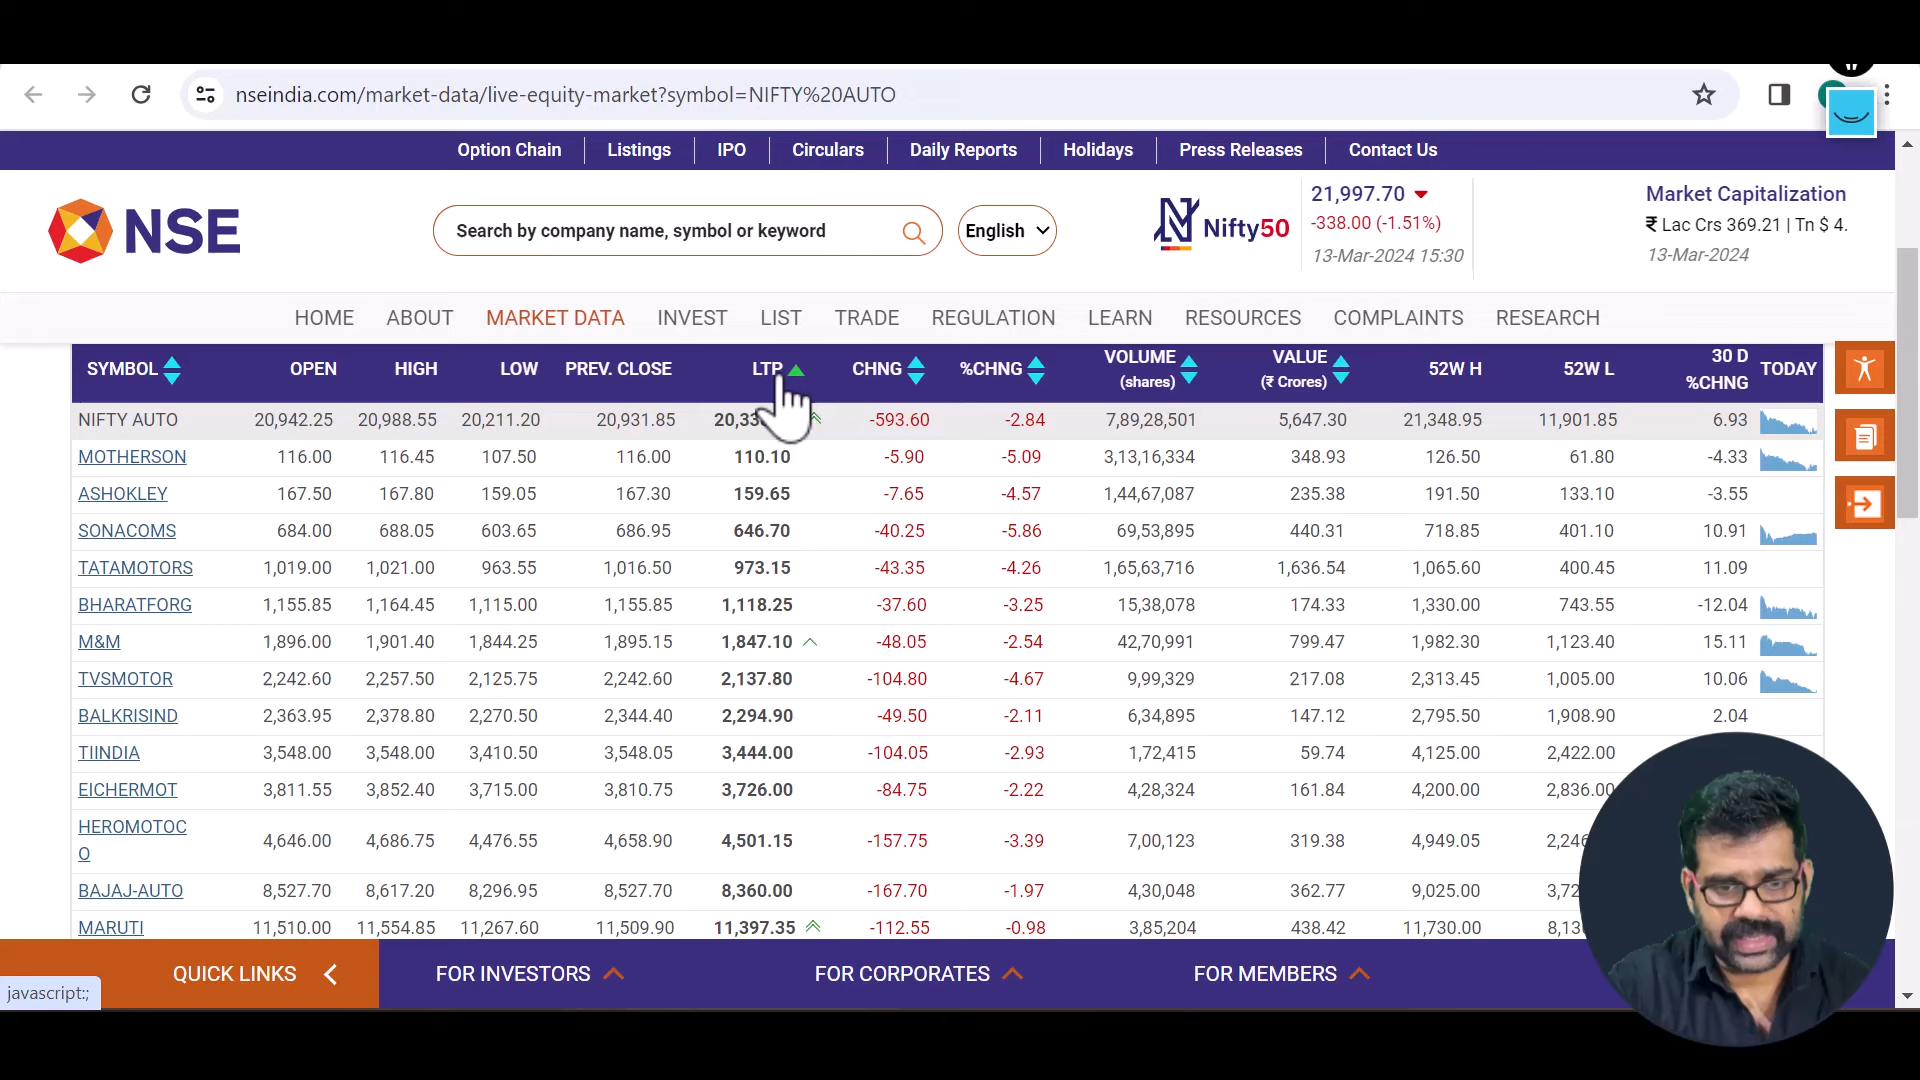 nseindia.com/market-data/live-equity-market?symbol=NIFTY%20AUTO
Option Chain Listings IPO Circulars Daily Reports Holidays Press Releases Contact Us
NSE
Search by company name, symbol or keyword
English
Nifty50
21,997.70
-338.00 (-1.51%)
13-Mar-2024 15:30
Market Capitalization
₹ Lac Crs 369.21 | Tn $ 4.
13-Mar-2024
HOME ABOUT MARKET DATA INVEST LIST TRADE REGULATION LEARN RESOURCES COMPLAINTS RESEARCH
SYMBOL OPEN HIGH LOW PREV. CLOSE LTP CHNG %CHNG VOLUME (shares) VALUE (₹ Crores) 52W H 52W L 30 D %CHNG TODAY
NIFTY AUTO 20,942.25 20,988.55 20,211.20 20,931.85 -593.60 -2.84 7,89,28,501 5,647.30 21,348.95 11,901.85 6.93
MOTHERSON 116.00 116.45 107.50 116.00 110.10 -5.90 -5.09 3,13,16,334 348.93 126.50 61.80 -4.33
ASHOKLEY 167.50 167.80 159.05 167.30 159.65 -7.65 -4.57 1,44,67,087 235.38 191.50 133.10 -3.55
SONACOMS 684.00 688.05 603.65 686.95 646.70 -40.25 -5.86 69,53,895 440.31 718.85 401.10 10.91
TATAMOTORS 1,019.00 1,021.00 963.55 1,016.50 973.15 -43.35 -4.26 1,65,63,716 1,636.54 1,065.60 400.45 11.09
BHARATFORG 1,155.85 1,164.45 1,115.00 1,155.85 1,118.25 -37.60 -3.25 15,38,078 174.33 1,330.00 743.55 -12.04
M&M 1,896.00 1,901.40 1,844.25 1,895.15 1,847.10 -48.05 -2.54 42,70,991 799.47 1,982.30 1,123.40 15.11
TVSMOTOR 2,242.60 2,257.50 2,125.75 2,242.60 2,137.80 -104.80 -4.67 9,99,329 217.08 2,313.45 1,005.00 10.06
BALKRISIND 2,363.95 2,378.80 2,270.50 2,344.40 2,294.90 -49.50 -2.11 6,34,895 147.12 2,795.50 1,908.90 2.04
TIINDIA 3,548.00 3,548.00 3,410.50 3,548.05 3,444.00 -104.05 -2.93 1,72,415 59.74 4,125.00 2,422.00
EICHERMOT 3,811.55 3,852.40 3,715.00 3,810.75 3,726.00 -84.75 -2.22 4,28,324 161.84 4,200.00 2,836.00
HEROMOTOC
O 4,646.00 4,686.75 4,476.55 4,658.90 4,501.15 -157.75 -3.39 7,00,123 319.38 4,949.05
BAJAJ-AUTO 8,527.70 8,617.20 8,296.95 8,527.70 8,360.00 -167.70 -1.97 4,30,048 362.77 9,025.00
MARUTI 11,510.00 11,554.85 11,267.60 11,509.90 11,397.35 -112.55 -0.98 3,85,204 438.42 11,730.00
QUICK LINKS FOR INVESTORS FOR CORPORATES FOR MEMBERS
javascript:;